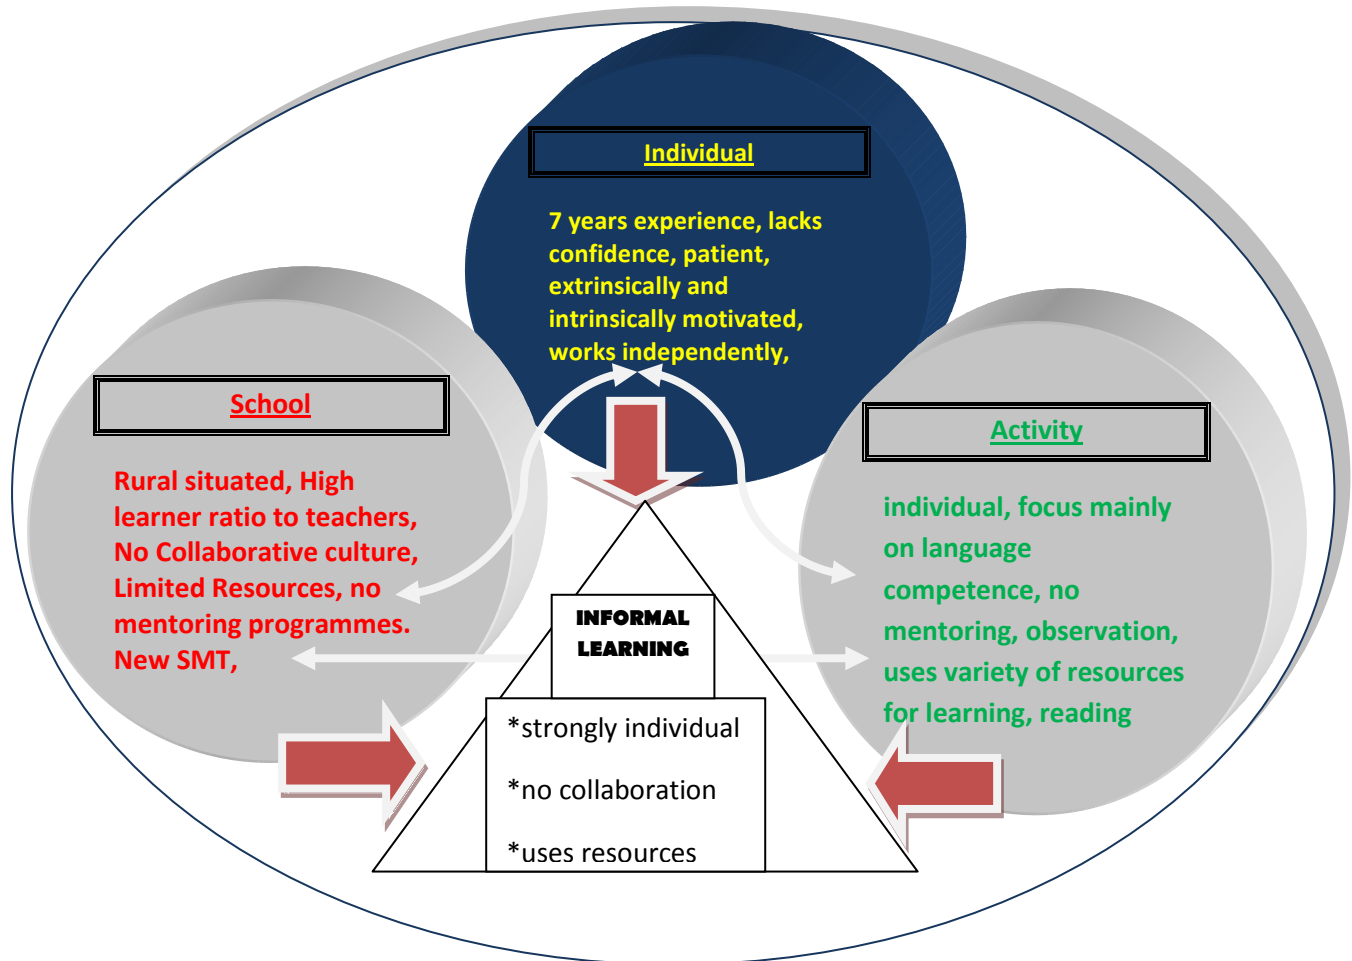 Individual
7 years experience, lacks
confidence, patient,
extrinsically and
intrinsically motivated,
works independently,
School
Rural situated, High
learner ratio to teachers,
No Collaborative culture,
Limited Resources, no
mentoring programmes.
New SMT,
Activity
individual, focus mainly
on language
competence, no
mentoring, observation,
uses variety of resources
for learning, reading
INFORMAL
LEARNING
*strongly individual
*no collaboration
*uses resources